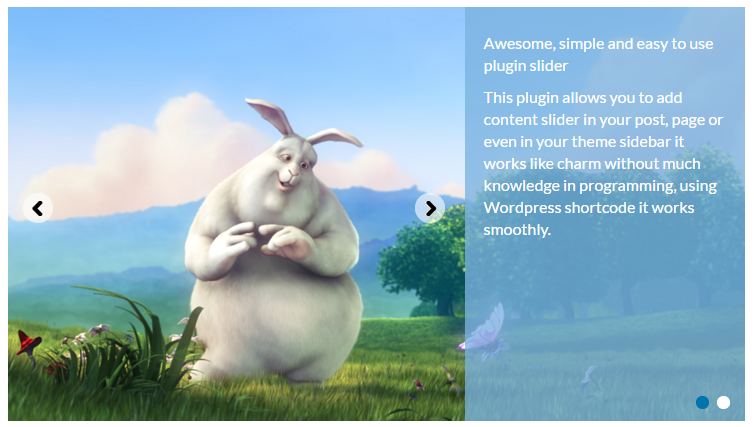 Awesome, simple and easy to use
plugin slider
This plugin allows you to add
content slider in your post, page or
even in your theme sidebar it
works like charm without much
knowledge in programming, using
Wordpress shortcode it works
smoothly.